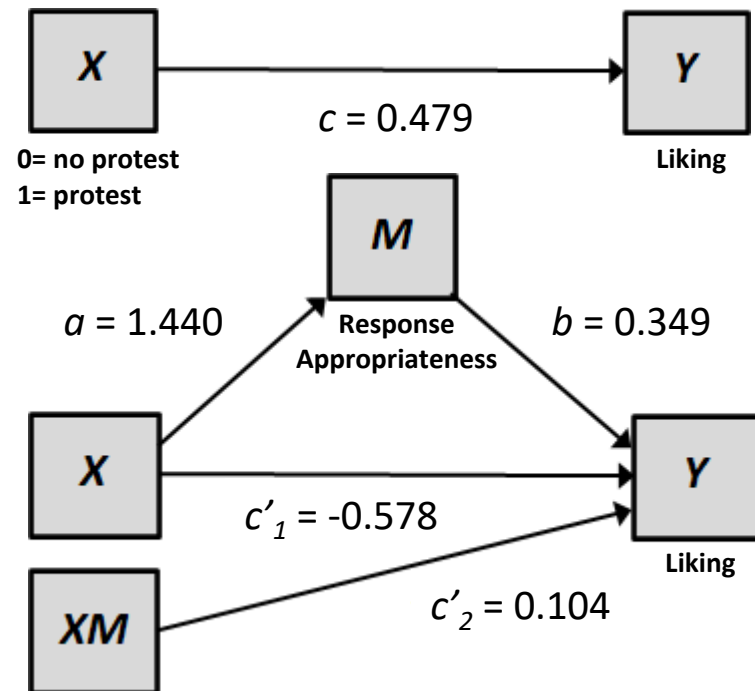 X
Y
c = 0.479
0= no protest
1= protest
Liking
M
a = 1.440
Response
Appropriateness
b = 0.349
X
Y
c’1 = -0.578
Liking
XM
c’2 = 0.104